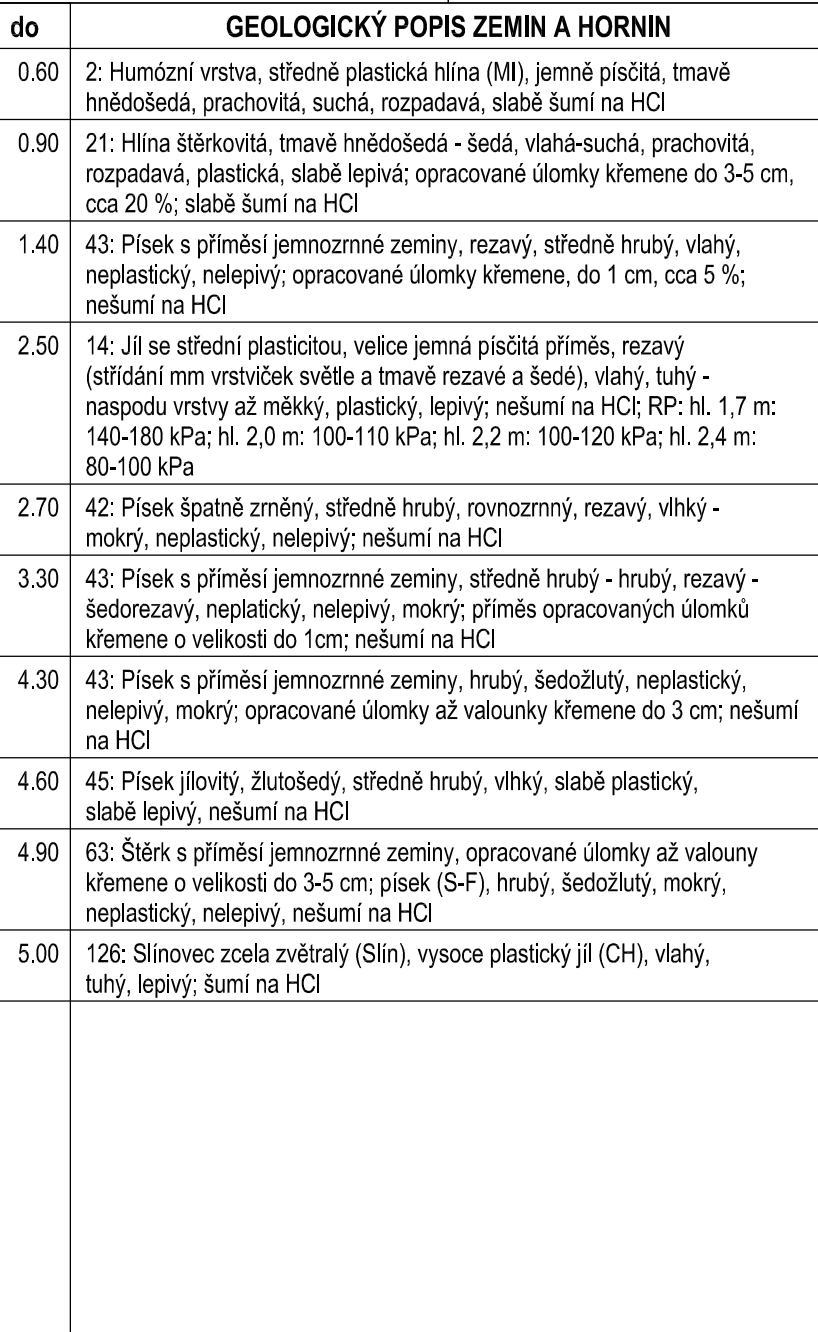 do GEOLOGICKÝ POPIS ZEMIN A HORNIN
0.60 2: Humózní vrstva, středně plastická hlína (MI), jemně písčitá, tmavě
hnědošedá, prachovitá, suchá, rozpadavá, slabě šumí na HCl
0.90 21: Hlína štěrkovitá, tmavě hnědošedá - šedá, vlahá-suchá, prachovitá,
rozpadavá, plastická, slabě lepivá; opracované úlomky křemene do 3-5 cm,
cca 20 %; slabě šumí na HCl
1.40 43: Písek s příměsí jemnozrnné zeminy, rezavý, středně hrubý, vlahý,
neplastický, nelepivý; opracované úlomky křemene, do 1 cm, cca 5 %;
nešumí na HCl
2.50 14: Jíl se střední plasticitou, velice jemná písčitá příměs, rezavý
(střídání mm vrstviček světle a tmavě rezavé a šedé), vlahý, tuhý -
naspodu vrstvy až měkký, plastický, lepivý; nešumí na HCl; RP: hl. 1,7 m:
140-180 kPa; hl. 2,0 m: 100-110 kPa; hl. 2,2 m: 100-120 kPa; hl. 2,4 m:
80-100 kPa
2.70 42: Písek špatně zrněný, středně hrubý, rovnozrnný, rezavý, vlhký -
mokrý, neplastický, nelepivý; nešumí na HCl
3.30 43: Písek s příměsí jemnozrnné zeminy, středně hrubý - hrubý, rezavý -
šedorezavý, neplatický, nelepivý, mokrý; příměs opracovaných úlomků
křemene o velikosti do 1cm; nešumí na HCl
4.30 43: Písek s příměsí jemnozrnné zeminy, hrubý, šedožlutý, neplastický,
nelepivý, mokrý; opracované úlomky až valounky křemene do 3 cm; nešumí
na HCl
4.60 45: Písek jílovitý, žlutošedý, středně hrubý, vlhký, slabě plastický,
slabě lepivý, nešumí na HCl
4.90 63: Štěrk s příměsí jemnozrnné zeminy, opracované úlomky až valouny
křemene o velikosti do 3-5 cm; písek (S-F), hrubý, šedožlutý, mokrý,
neplastický, nelepivý, nešumí na HCl
5.00 126: Slínovec zcela zvětralý (Slín), vysoce plastický jíl (CH), vlahý,
tuhý, lepivý; šumí na HCl